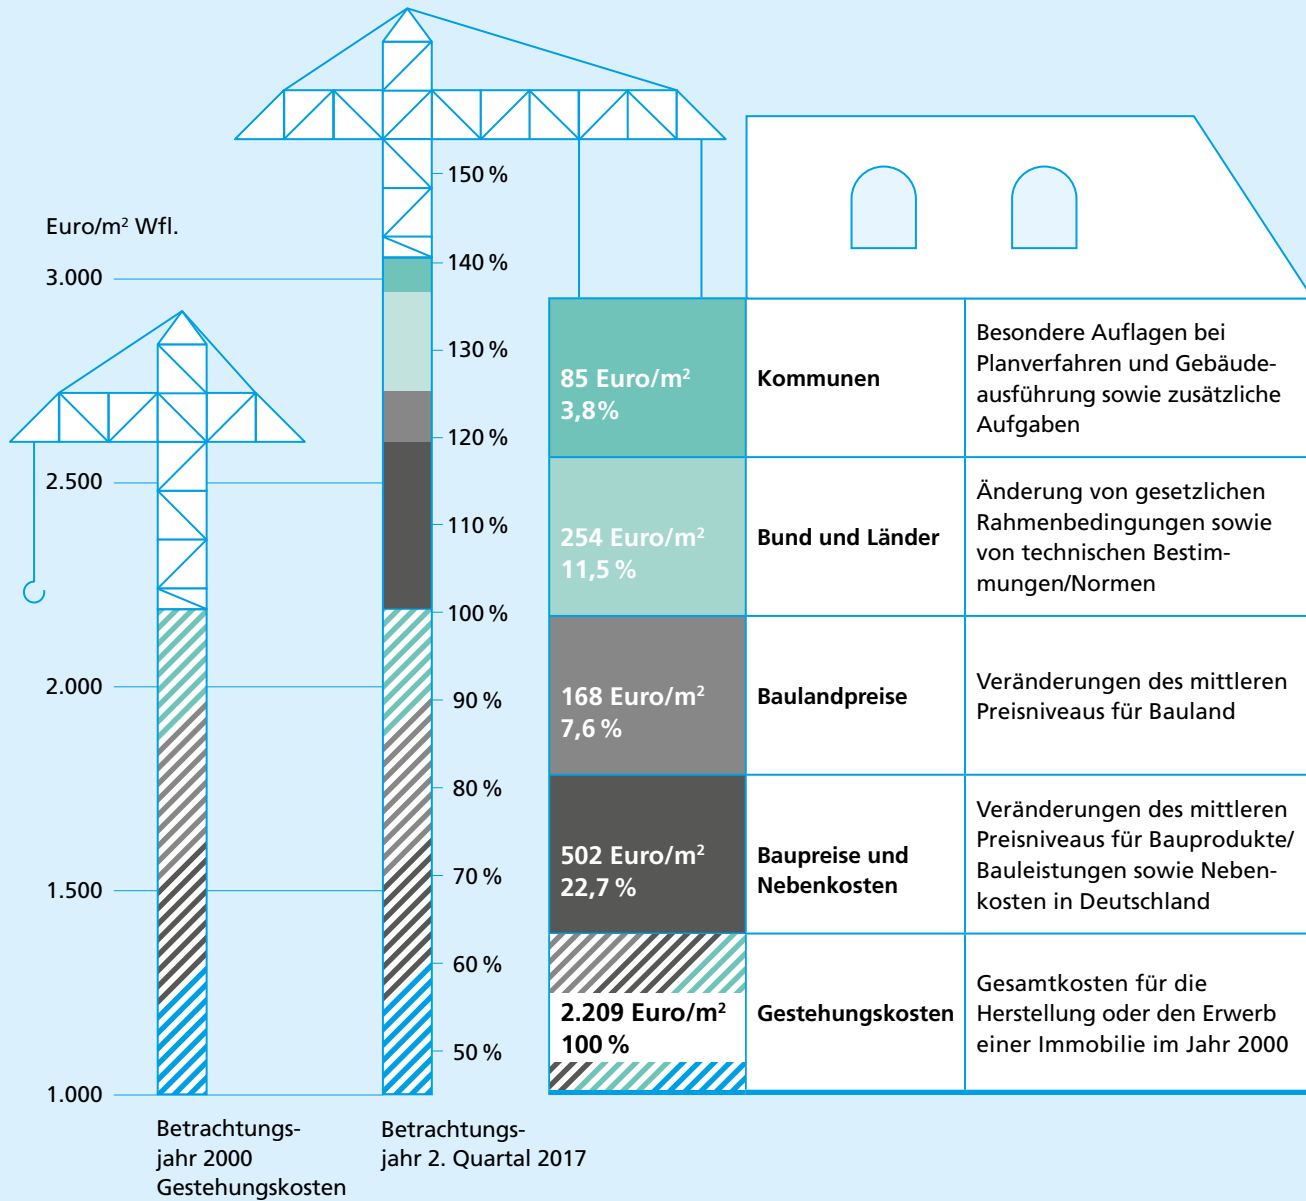 150 %
Euro/m² Wfl.
140 %
3.000
130 %
120 %
2.500
110 %
100 %
2.000
90 %
80 %
1.500
70 %
60 %
50 %
1.000
Betrachtungs-
jahr 2000
Gestehungskosten
Betrachtungs-
jahr 2. Quartal 2017
85 Euro/m²
3,8%
Kommunen
Besondere Auflagen bei
Planverfahren und Gebäude-
ausführung sowie zusätzliche
Aufgaben
254 Euro/m²
11,5 %
Bund und Länder
Änderung von gesetzlichen
Rahmenbedingungen sowie
von technischen Bestim-
mungen/Normen
168 Euro/m²
7,6 %
Baulandpreise
Veränderungen des mittleren
Preisniveaus für Bauland
502 Euro/m²
22,7 %
Baupreise und
Nebenkosten
Veränderungen des mittleren
Preisniveaus für Bauprodukte/
Bauleistungen sowie Neben-
kosten in Deutschland
2.209 Euro/m²
100 %
Gestehungskosten
Gesamtkosten für die
Herstellung oder den Erwerb
einer Immobilie im Jahr 2000